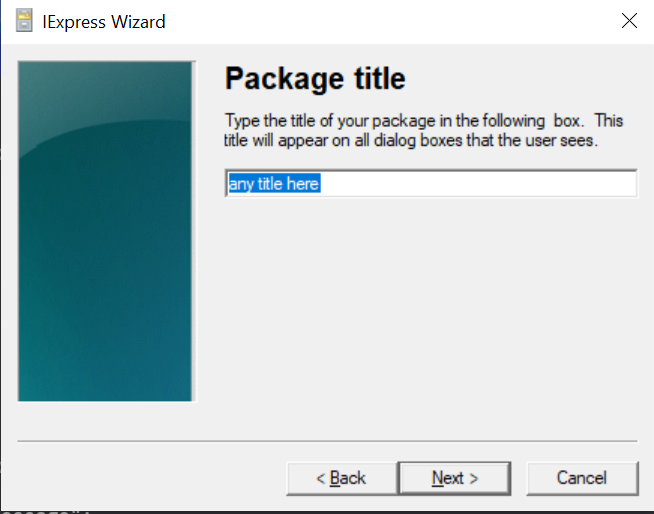 IExpress Wizard
Package title
Type the title of your package in the following  box.  This
title will appear on all dialog boxes that the user sees.
any title here
< Back
Next >
Cancel